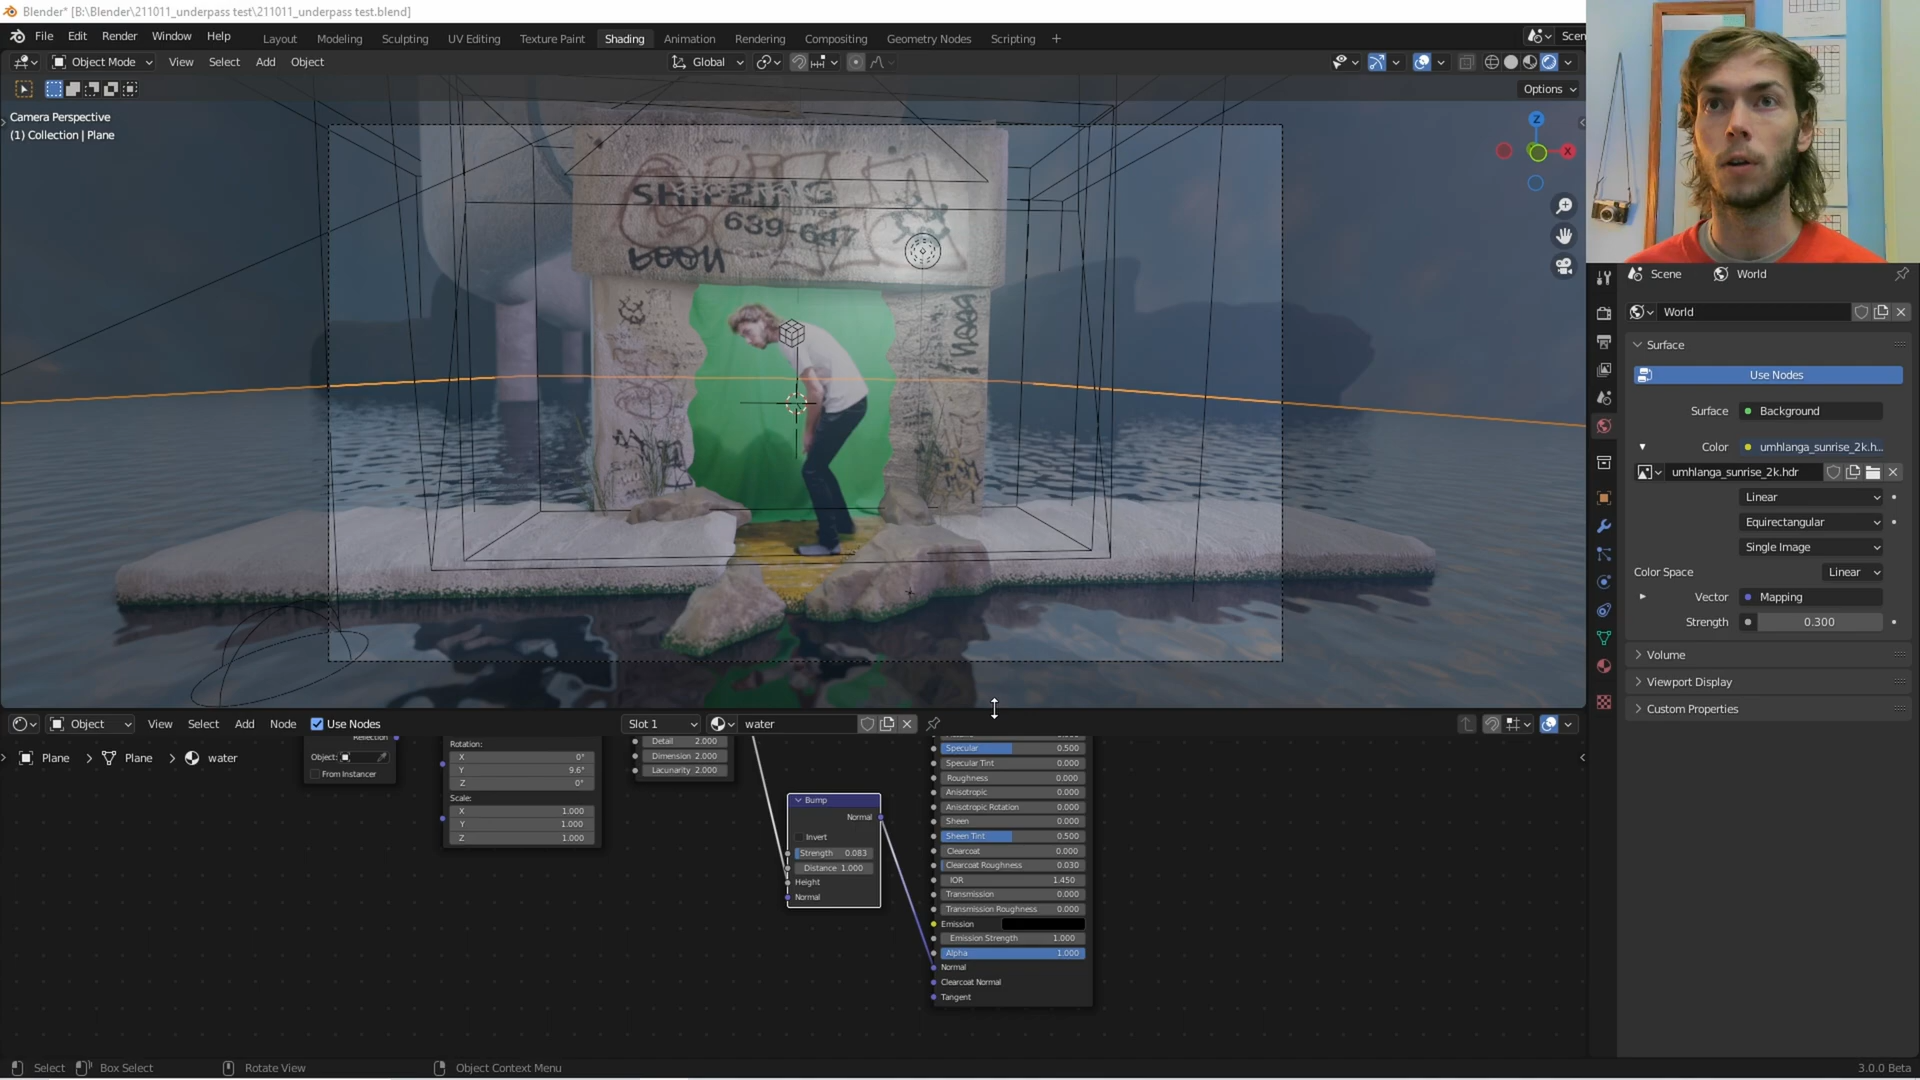 Blender* [B:\Blender\211011_underpass test\211011_underpass test.blend]
File Edit Render Window Help Layout Modeling Sculpting UV Editing Texture Paint Shading Animation Rendering Compositing Geometry Nodes Scripting + Scen
Object Mode View Select Add Object Global
Options
Camera Perspective
(1) Collection | Plane
Z
X
SHIPPING
639-647
POON
POON
Scene World
World
Surface
Use Nodes
Surface Background
Color umhlanga_sunrise_2k.h..
umhlanga_sunrise_2k.hdr
Linear
Equirectangular
Single Image
Color Space Linear
Vector Mapping
Strength 0.300
Volume
Viewport Display
Custom Properties
Object View Select Add Node Use Nodes Slot 1 water
Plane Plane water
Reflection
Object:
From Instancer
Rotation:
X 0°
Y 9.6°
Z 0°
Scale:
X 1.000
Y 1.000
Z 1.000
Detail 2.000
Dimension 2.000
Lacunarity 2.000
Bump
Normal
Invert
Strength 0.083
Distance 1.000
Height
Normal
Specular 0.500
Specular Tint 0.000
Roughness 0.000
Anisotropic 0.000
Anisotropic Rotation 0.000
Sheen 0.000
Sheen Tint 0.500
Clearcoat 0.000
Clearcoat Roughness 0.030
IOR 1.450
Transmission 0.000
Transmission Roughness 0.000
Emission
Emission Strength 1.000
Alpha 1.000
Normal
Clearcoat Normal
Tangent
Select Box Select Rotate View Object Context Menu 3.0.0 Beta